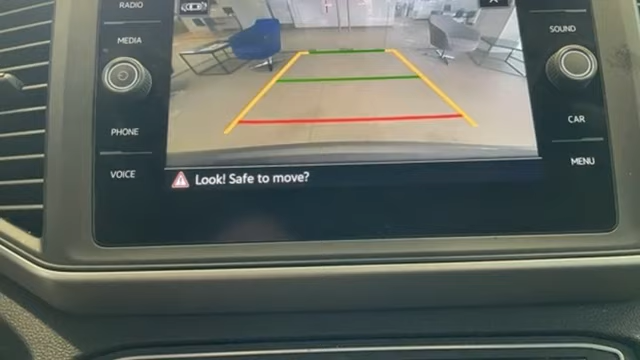 RADIO
SOUND
MEDIA
CAR
PHONE
MENU
VOICE
Look! Safe to move?